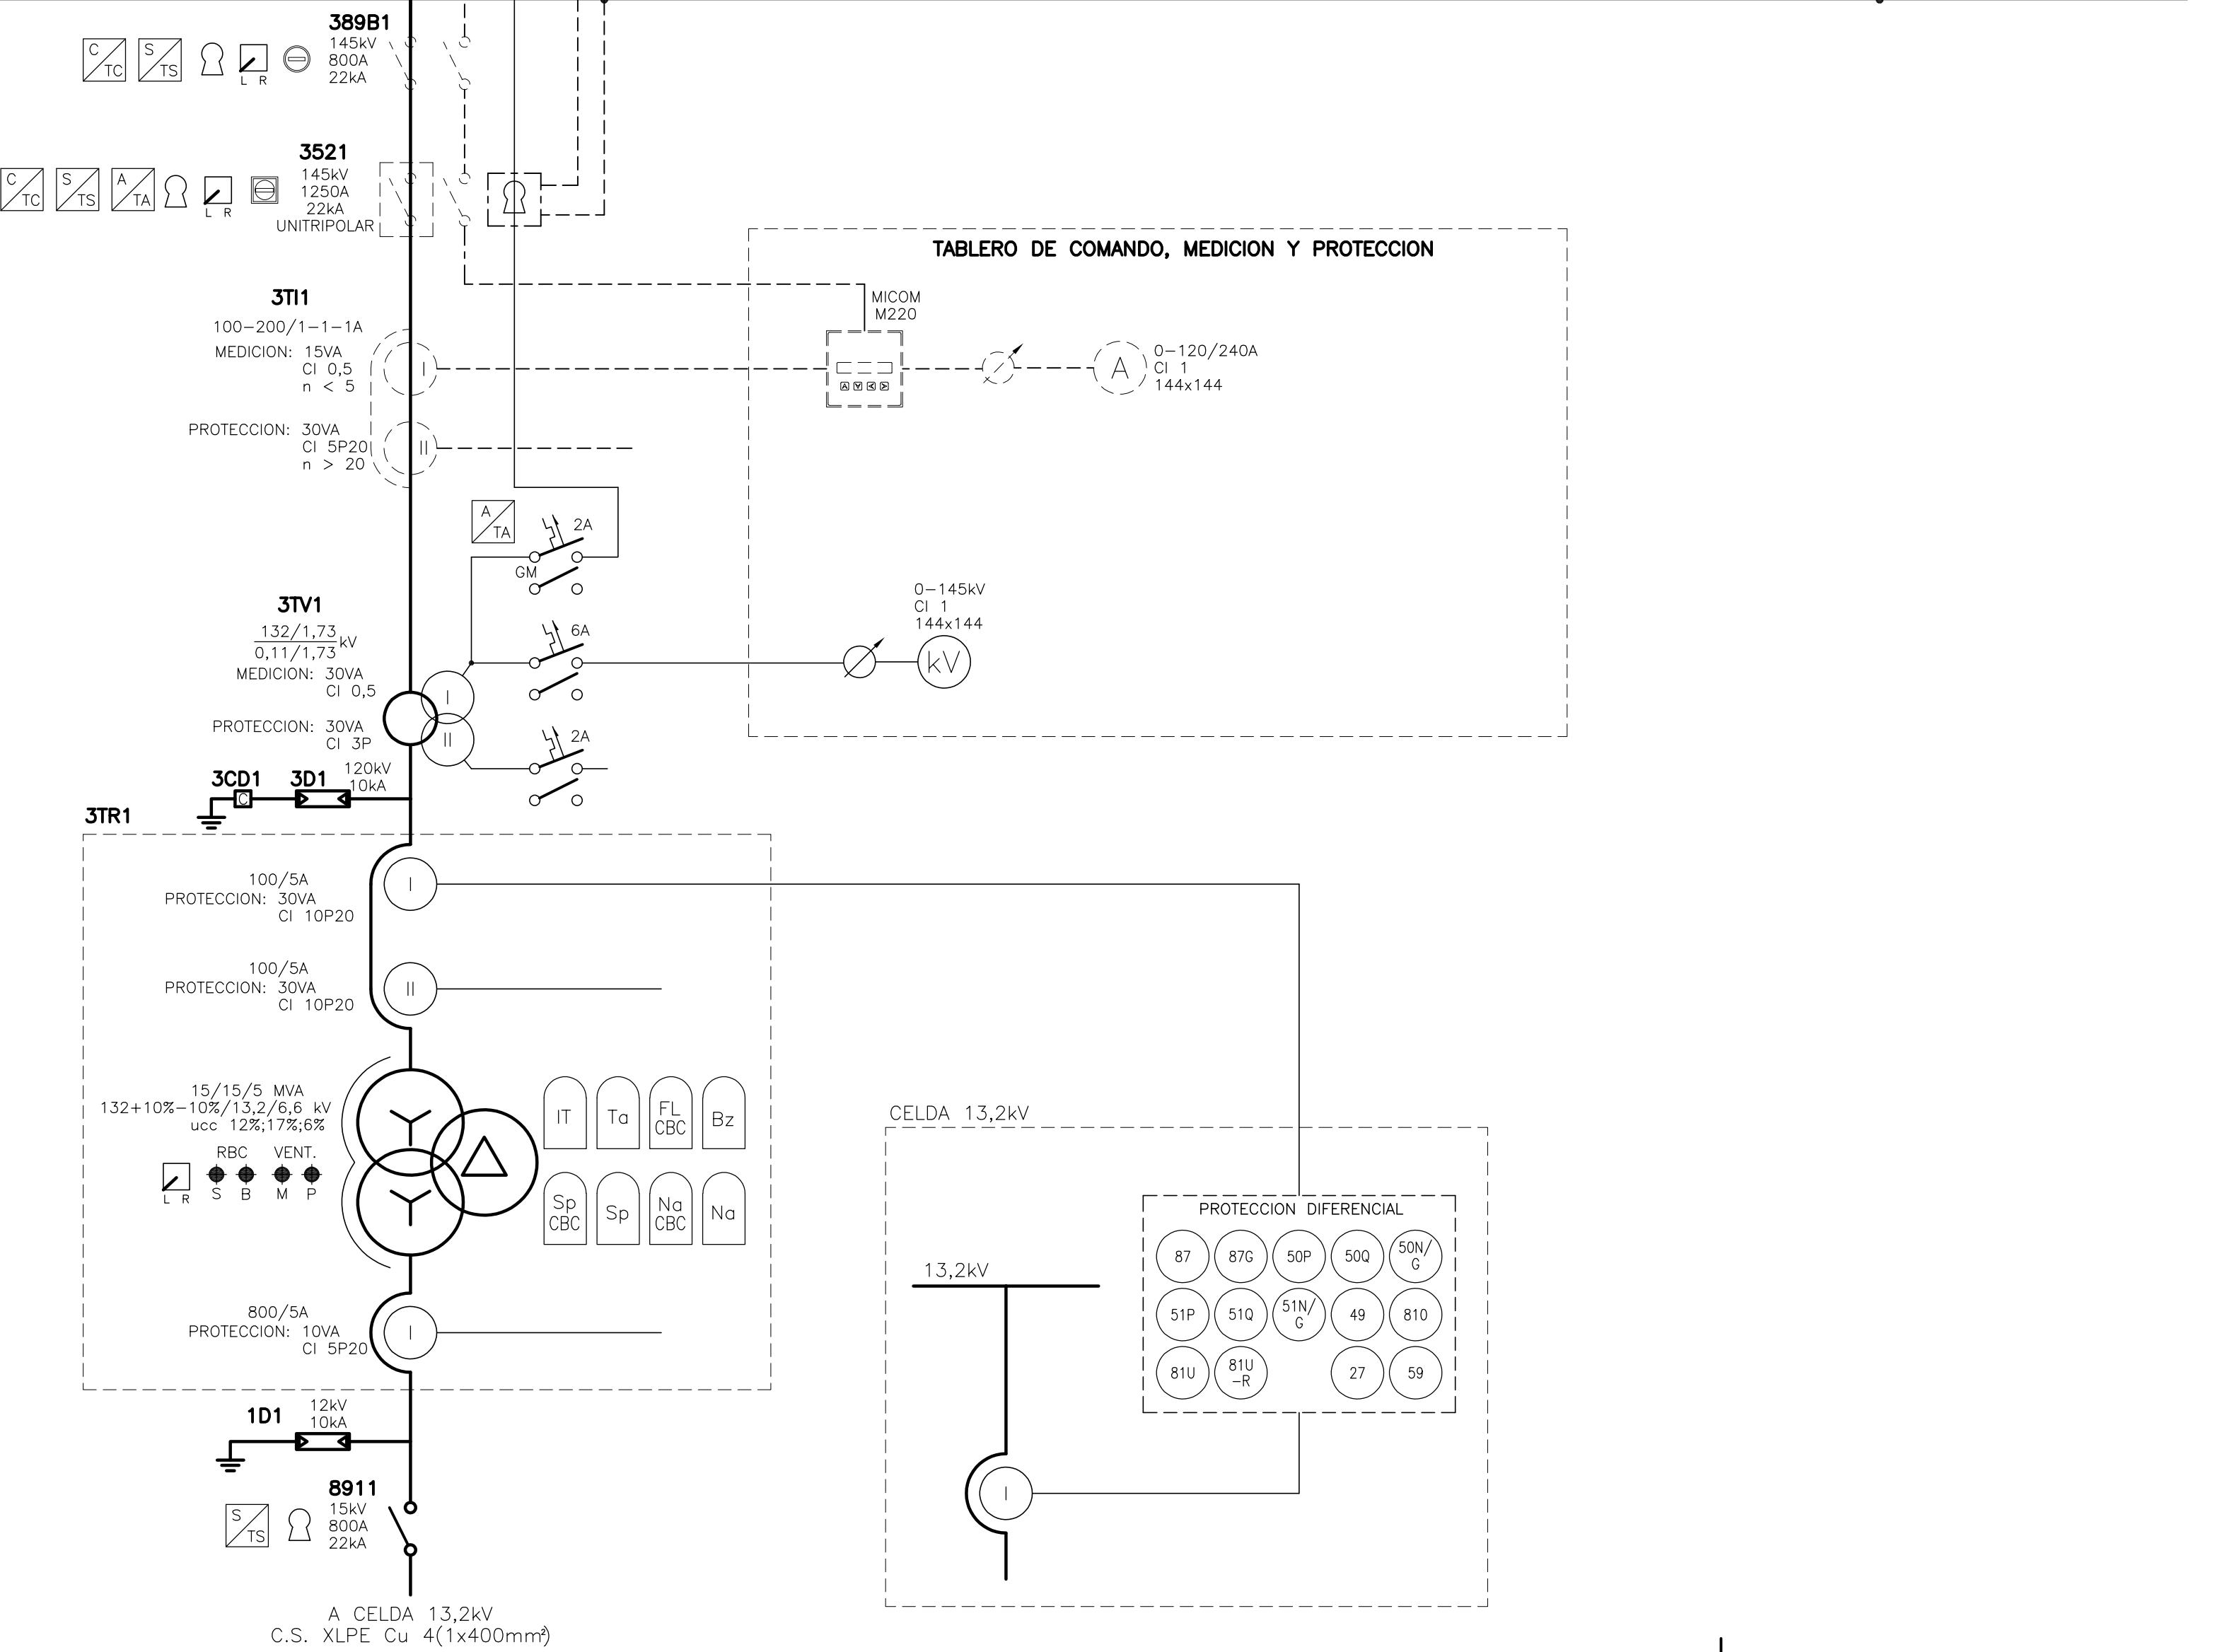 389B1
145kV
800A
22kA
C
TC
S
TS
L R
3521
145kV
1250A
22kA
UNITRIPOLAR
C
TC
S
TS
A
TA
L R
TABLERO DE COMANDO, MEDICION Y PROTECCION
MICOM
M220
3TI1
100-200/1-1-1A
MEDICION: 15VA
Cl 0,5
n < 5
I
A
0-120/240A
Cl 1
144x144
PROTECCION: 30VA
Cl 5P20
n > 20
II
A
TA
2A
GM
3TV1
132/1,73
0,11/1,73
kV
MEDICION: 30VA
Cl 0,5
I
6A
0-145kV
Cl 1
144x144
kV
PROTECCION: 30VA
Cl 3P
II
2A
3CD1
C
3D1
120kV
10kA
3TR1
100/5A
PROTECCION: 30VA
Cl 10P20
I
100/5A
PROTECCION: 30VA
Cl 10P20
II
15/15/5 MVA
132+10%-10%/13,2/6,6 kV
ucc 12%;17%;6%
RBC VENT.
L R
S B M P
IT
Ta
FL
CBC
Bz
Sp
CBC
Sp
Na
CBC
Na
800/5A
PROTECCION: 10VA
Cl 5P20
I
CELDA 13,2kV
PROTECCION DIFERENCIAL
87
87G
50P
50Q
50N/
G
51P
51Q
51N/
G
49
810
81U
81U
-R
27
59
13,2kV
I
1D1
12kV
10kA
8911
15kV
800A
22kA
S
TS
A CELDA 13,2kV
C.S. XLPE Cu 4(1x400mm²)